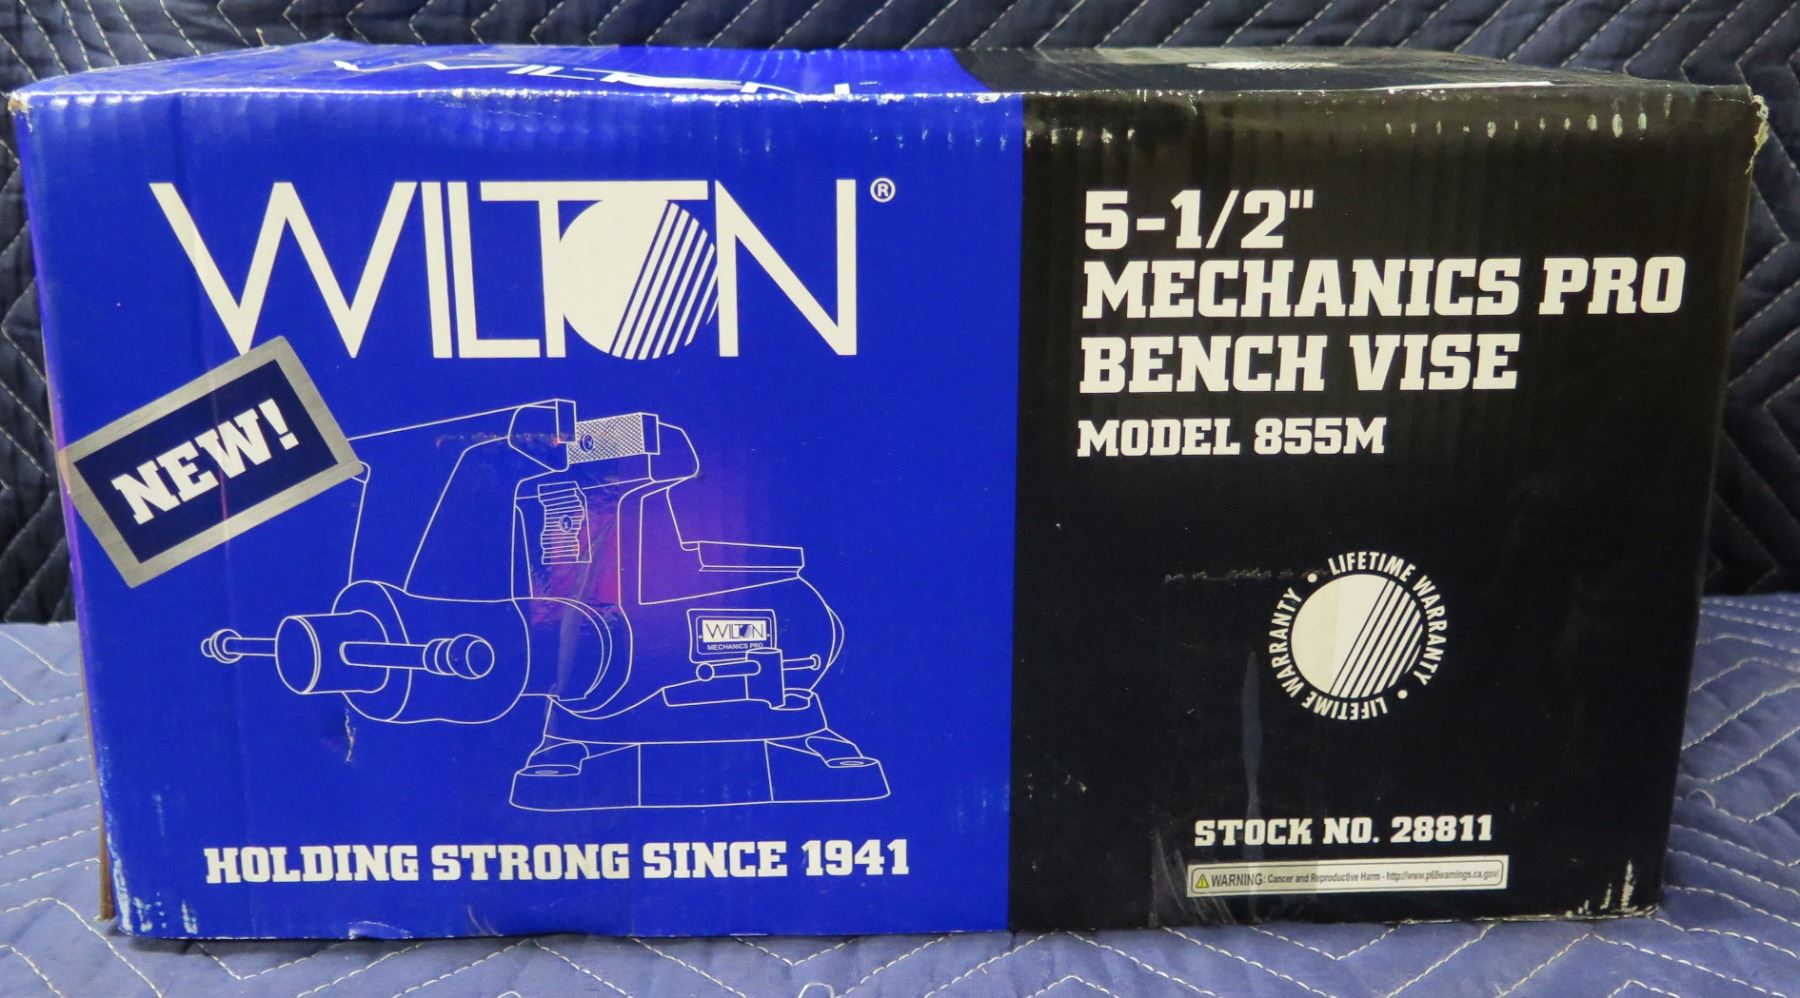 WILTON
WILTON®
NEW!
WILTON
MECHANICS PRO
HOLDING STRONG SINCE 1941
5-1/2"
MECHANICS PRO
BENCH VISE
MODEL 855M
• LIFETIME WARRANTY • LIFETIME WARRANTY
STOCK NO. 28811
WARNING: Cancer and Reproductive Harm - http://www.p65warnings.ca.gov/